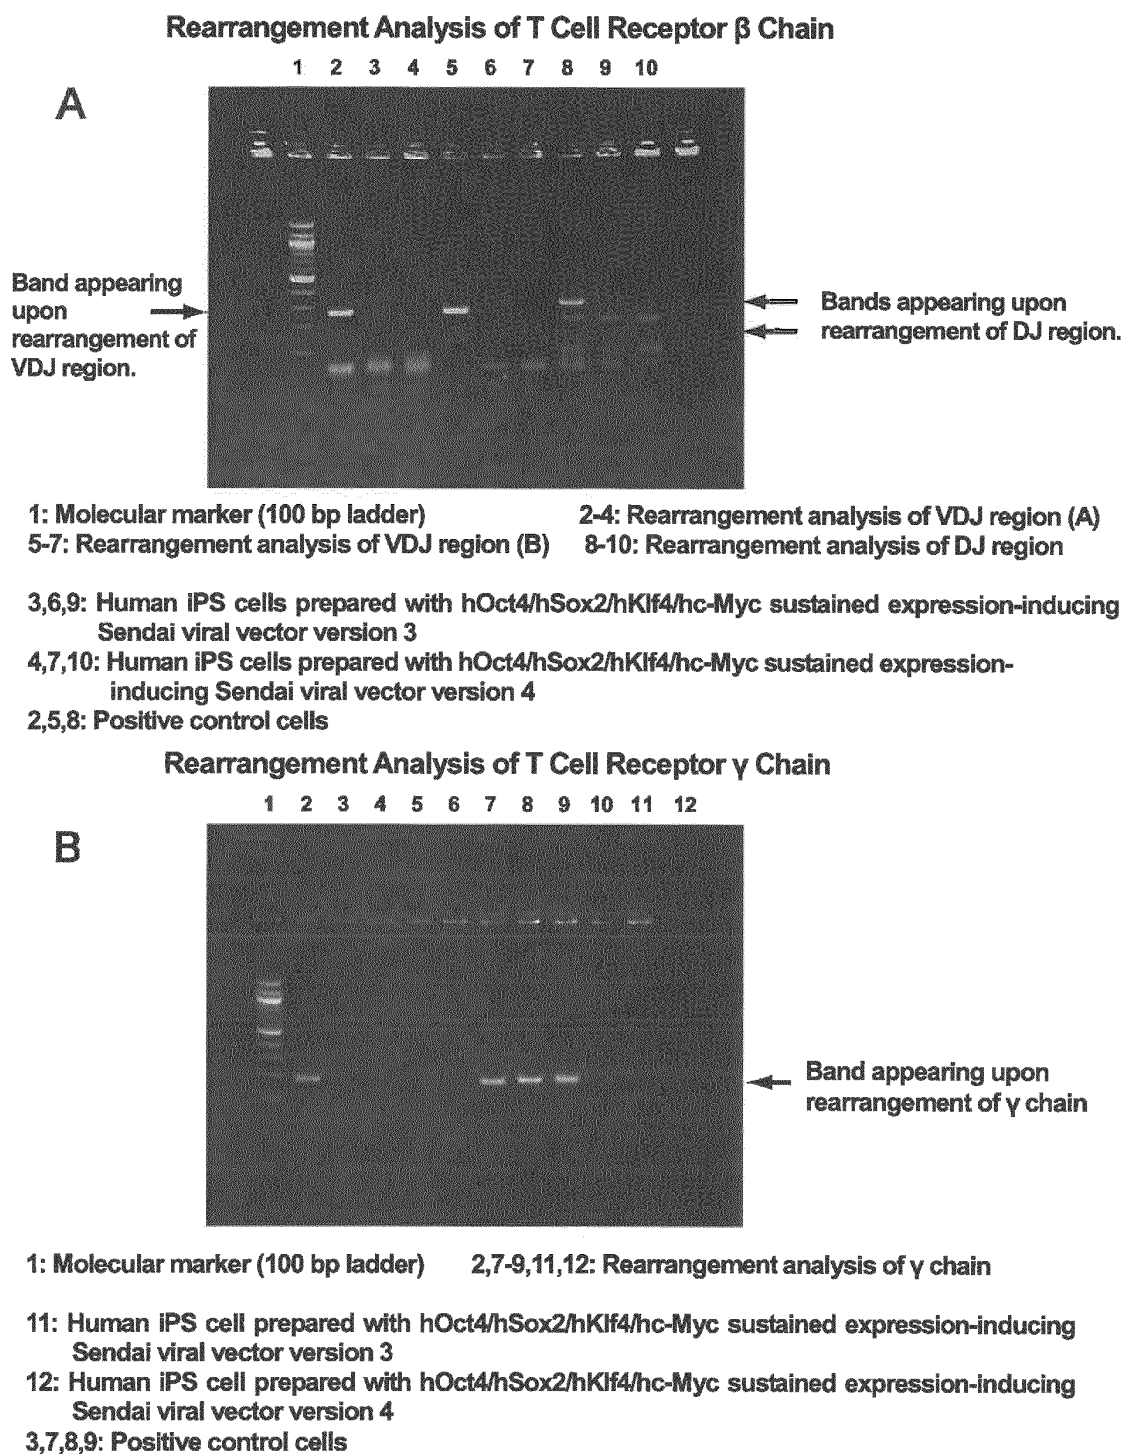 Rearrangement Analysis of T Cell Receptor β Chain
1 2 3 4 5 6 7 8 9 10
A
Band appearing
upon
rearrangement of
VDJ region.
Bands appearing upon
rearrangement of DJ region.
1: Molecular marker (100 bp ladder) 2-4: Rearrangement analysis of VDJ region (A)
5-7: Rearrangement analysis of VDJ region (B) 8-10: Rearrangement analysis of DJ region
3,6,9: Human iPS cells prepared with hOct4/hSox2/hKlf4/hc-Myc sustained expression-inducing
Sendai viral vector version 3
4,7,10: Human iPS cells prepared with hOct4/hSox2/hKlf4/hc-Myc sustained expression-
inducing Sendai viral vector version 4
2,5,8: Positive control cells
Rearrangement Analysis of T Cell Receptor γ Chain
1 2 3 4 5 6 7 8 9 10 11 12
B
Band appearing upon
rearrangement of γ chain
1: Molecular marker (100 bp ladder) 2,7-9,11,12: Rearrangement analysis of γ chain
11: Human iPS cell prepared with hOct4/hSox2/hKlf4/hc-Myc sustained expression-inducing
Sendai viral vector version 3
12: Human iPS cell prepared with hOct4/hSox2/hKlf4/hc-Myc sustained expression-inducing
Sendai viral vector version 4
3,7,8,9: Positive control cells